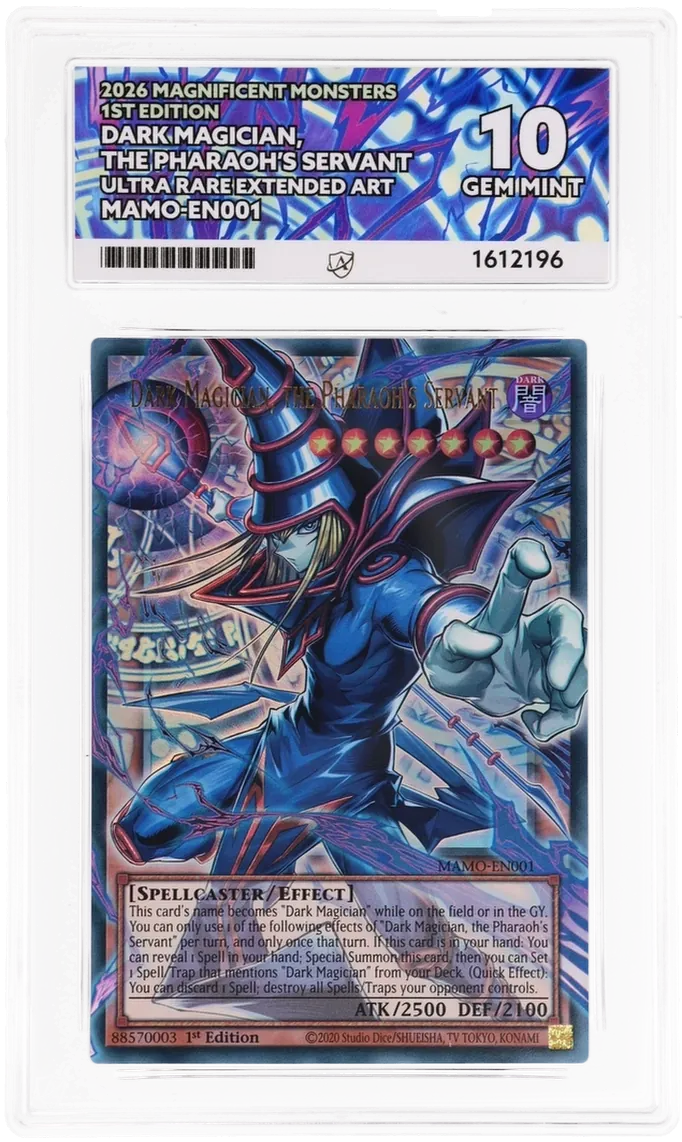 2026 MAGNIFICENT MONSTERS
1ST EDITION
DARK MAGICIAN,
THE PHARAOH'S SERVANT
ULTRA RARE EXTENDED ART
MAMO-EN001
10
GEM MINT
1612196
DARK MAGICIAN, THE PHARAOH'S SERVANT
DARK
闇
MAMO-EN001
[SPELLCASTER/EFFECT]
This card's name becomes "Dark Magician" while on the field or in the GY.
You can only use 1 of the following effects of "Dark Magician, the Pharaoh's
Servant" per turn, and only once that turn. If this card is in your hand: You
can reveal 1 Spell in your hand; Special Summon this card, then you can Set
1 Spell/Trap that mentions "Dark Magician" from your Deck. (Quick Effect):
You can discard 1 Spell; destroy all Spells/Traps your opponent controls.
ATK/2500 DEF/2100
88570003 1st Edition ©2020 Studio Dice/SHUEISHA, TV TOKYO, KONAMI